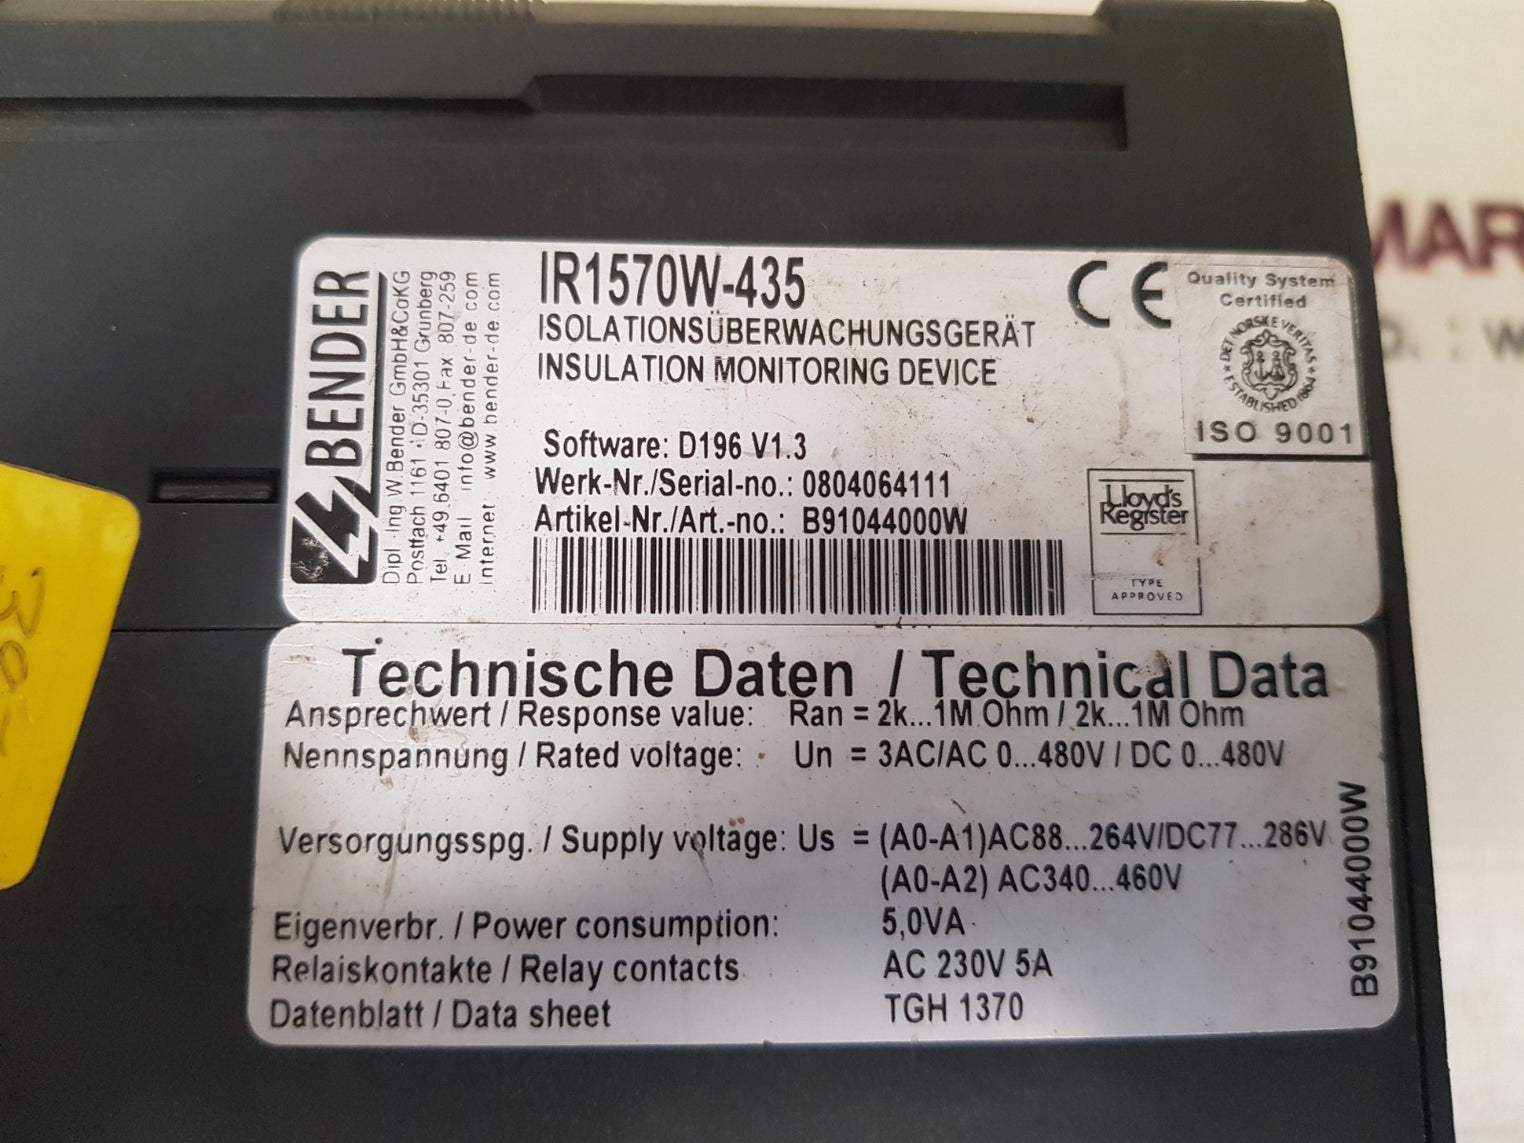 BENDER
Dipl.-Ing W.Bender GmbH&CoKG
Postfach 1161 · D-35301 Grünberg
Tel. +49.6401 807-0,Fax 807-259
E Mail info@bender-de.com
Internet: www.bender-de.com
IR1570W-435
ISOLATIONSÜBERWACHUNGSGERÄT
INSULATION MONITORING DEVICE
Software: D196 V1.3
Werk-Nr./Serial-no.: 0804064111
Artikel-Nr./Art.-no.: B91044000W
CE
Quality System
Certified
DET NORSKE VERITAS
ESTABLISHED 1864
ISO 9001
Lloyd's
Register
TYPE
APPROVED
Technische Daten / Technical Data
Ansprechwert / Response value: Ran = 2k...1M Ohm / 2k...1M Ohm
Nennspannung / Rated voltage: Un = 3AC/AC 0...480V / DC 0...480V
Versorgungsspg. / Supply voltage: Us = (A0-A1)AC88...264V/DC77...286V
(A0-A2) AC340...460V
Eigenverbr. / Power consumption: 5,0VA
Relaiskontakte / Relay contacts AC 230V 5A
Datenblatt / Data sheet TGH 1370
B91044000W
MAR